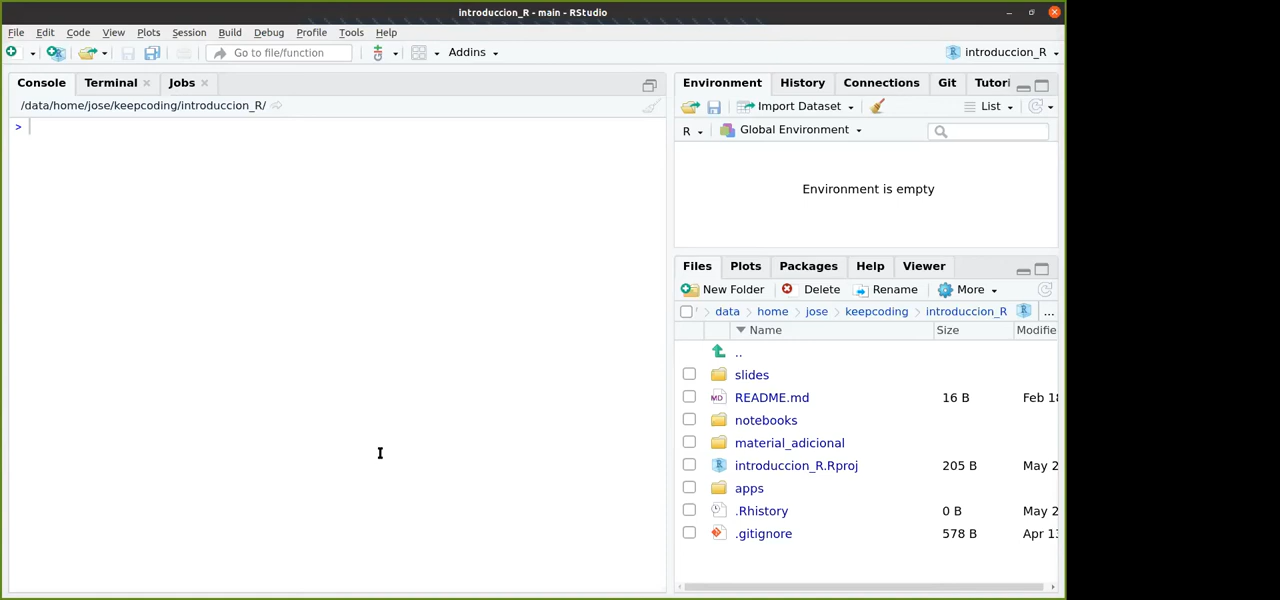 introduccion_R - main - RStudio
File Edit Code View Plots Session Build Debug Profile Tools Help
Go to file/function Addins introduccion_R
Console Terminal Jobs
/data/home/jose/keepcoding/introduccion_R/
>
Environment History Connections Git Tutori
Import Dataset List
R Global Environment
Environment is empty
Files Plots Packages Help Viewer
New Folder Delete Rename More
data home jose keepcoding introduccion_R ...
Name Size Modifie
..
slides
README.md 16 B Feb 18
notebooks
material_adicional
introduccion_R.Rproj 205 B May 2
apps
.Rhistory 0 B May 2
.gitignore 578 B Apr 13